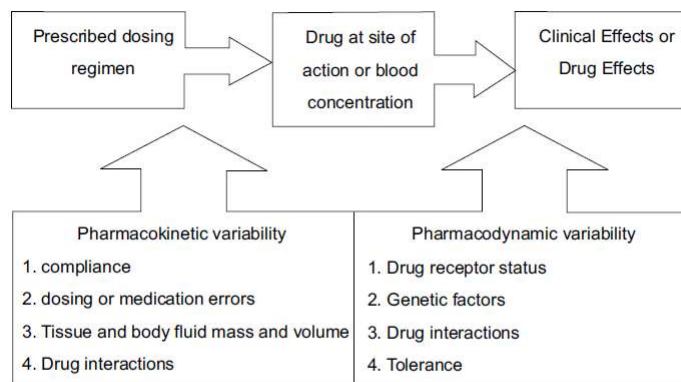 Prescribed dosing
regimen
Drug at site of
action or blood
concentration
Clinical Effects or
Drug Effects
Pharmacokinetic variability
1. compliance
2. dosing or medication errors
3. Tissue and body fluid mass and volume
4. Drug interactions
Pharmacodynamic variability
1. Drug receptor status
2. Genetic factors
3. Drug interactions
4. Tolerance